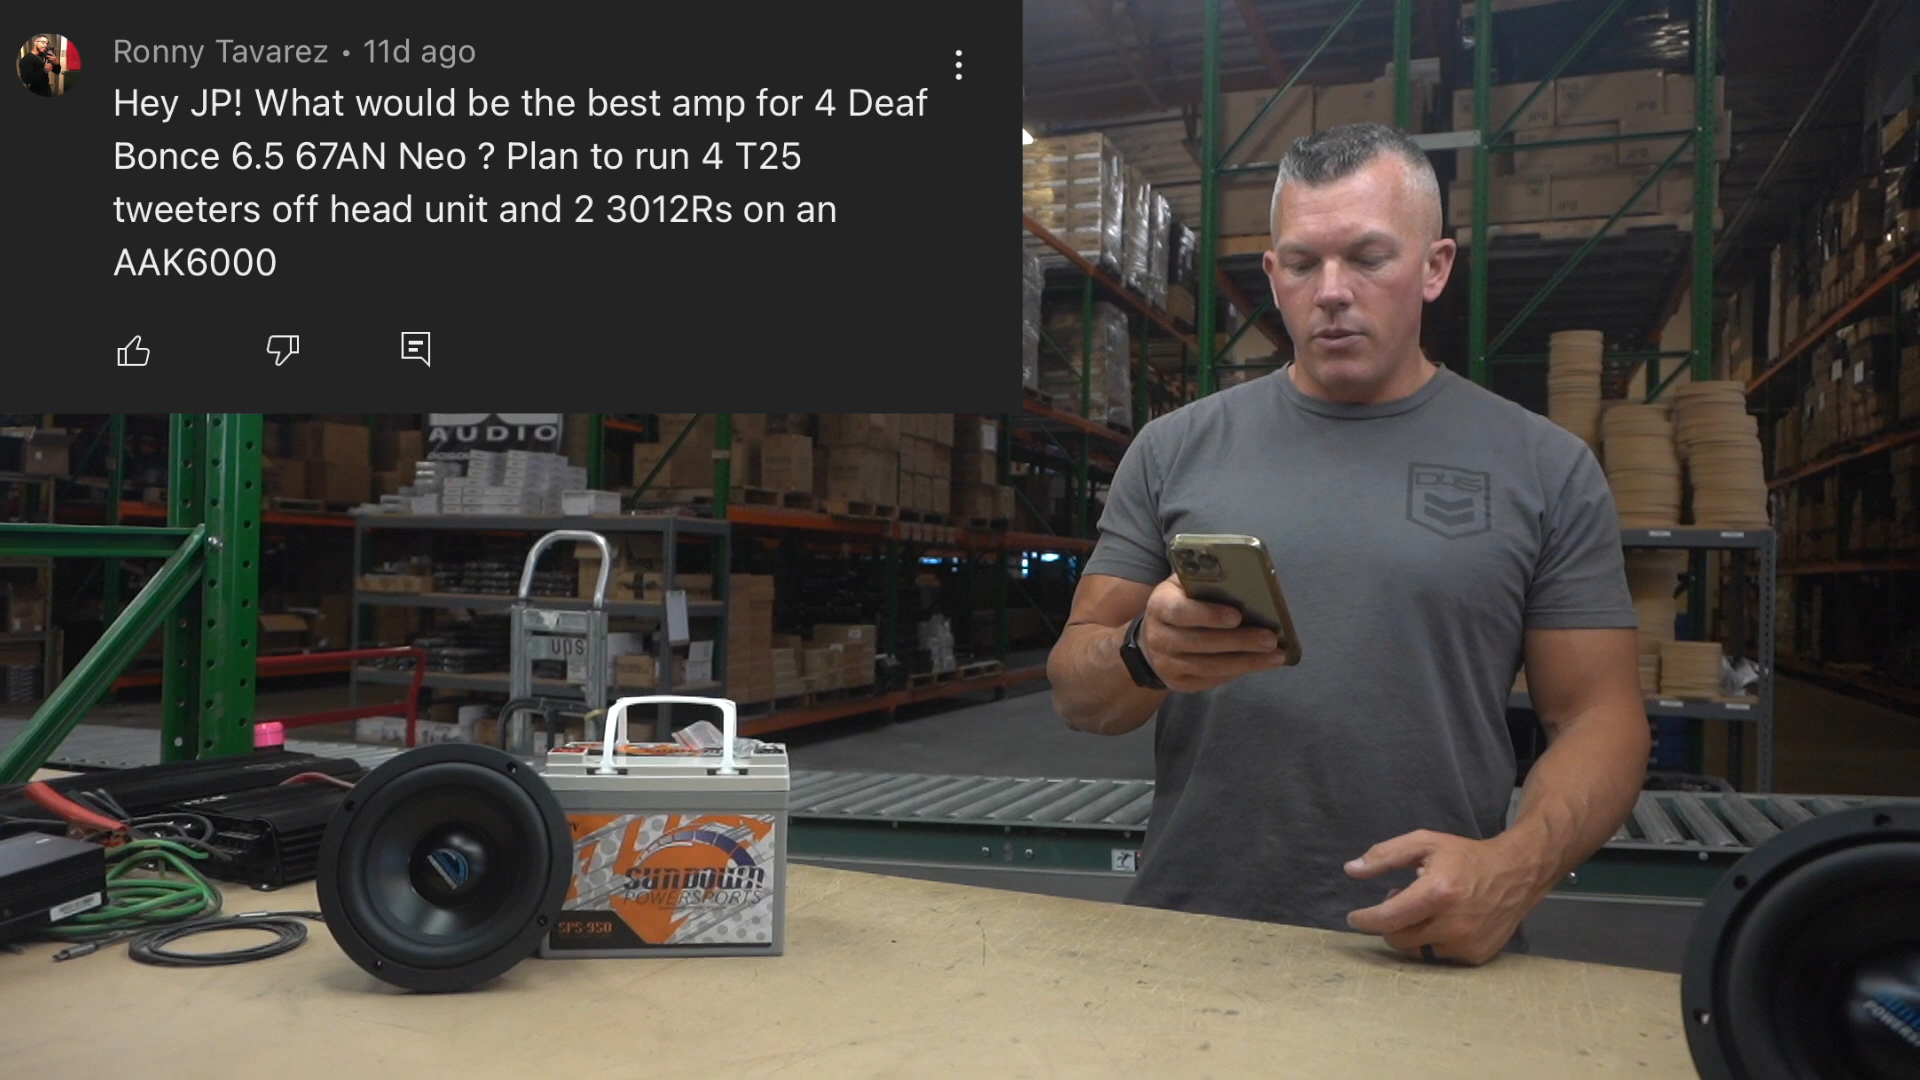 Ronny Tavarez • 11d ago
Hey JP! What would be the best amp for 4 Deaf
Bonce 6.5 67AN Neo ? Plan to run 4 T25
tweeters off head unit and 2 3012Rs on an
AAK6000
AUDIO
SUNDOWN
POWERSPORTS
SPS-950